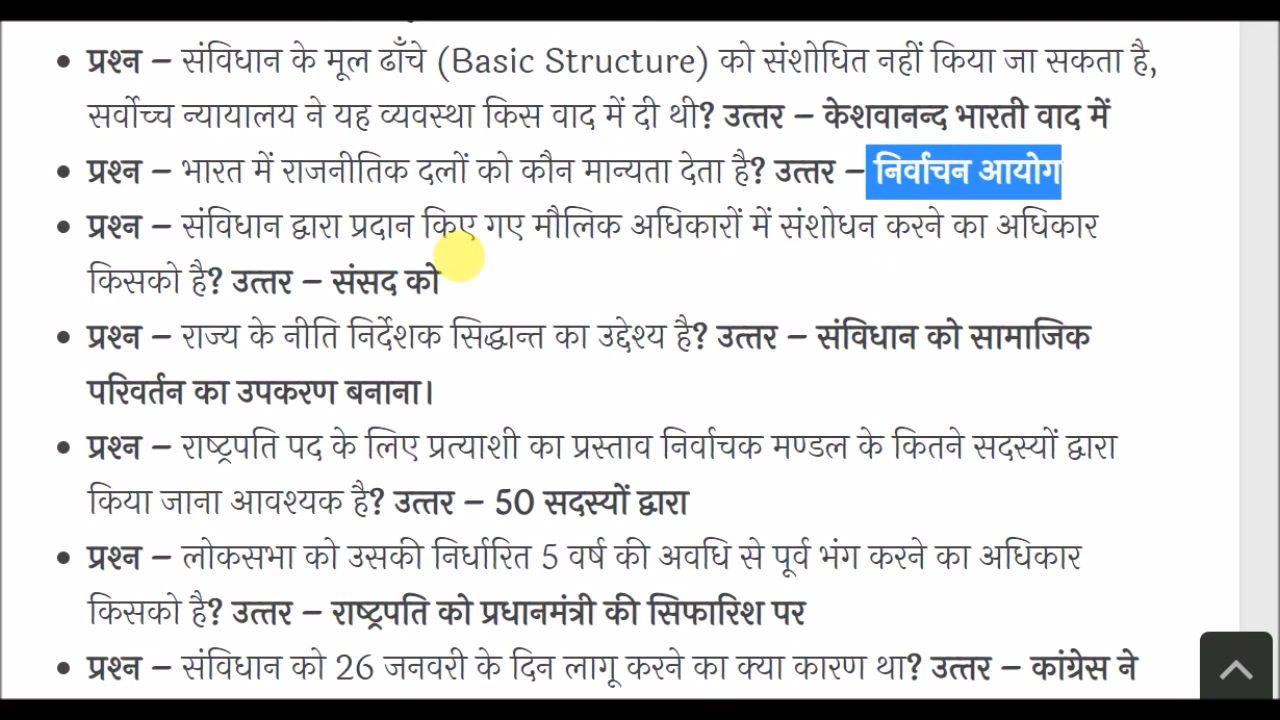 • प्रश्न – संविधान के मूल ढाँचे (Basic Structure) को संशोधित नहीं किया जा सकता है,
सर्वोच्च न्यायालय ने यह व्यवस्था किस वाद में दी थी? उत्तर – केशवानन्द भारती वाद में
• प्रश्न – भारत में राजनीतिक दलों को कौन मान्यता देता है? उत्तर – निर्वाचन आयोग
• प्रश्न – संविधान द्वारा प्रदान किए गए मौलिक अधिकारों में संशोधन करने का अधिकार
किसको है? उत्तर – संसद को
• प्रश्न – राज्य के नीति निर्देशक सिद्धान्त का उद्देश्य है? उत्तर – संविधान को सामाजिक
परिवर्तन का उपकरण बनाना।
• प्रश्न – राष्ट्रपति पद के लिए प्रत्याशी का प्रस्ताव निर्वाचक मण्डल के कितने सदस्यों द्वारा
किया जाना आवश्यक है? उत्तर – 50 सदस्यों द्वारा
• प्रश्न – लोकसभा को उसकी निर्धारित 5 वर्ष की अवधि से पूर्व भंग करने का अधिकार
किसको है? उत्तर – राष्ट्रपति को प्रधानमंत्री की सिफारिश पर
• प्रश्न – संविधान को 26 जनवरी के दिन लागू करने का क्या कारण था? उत्तर – कांग्रेस ने